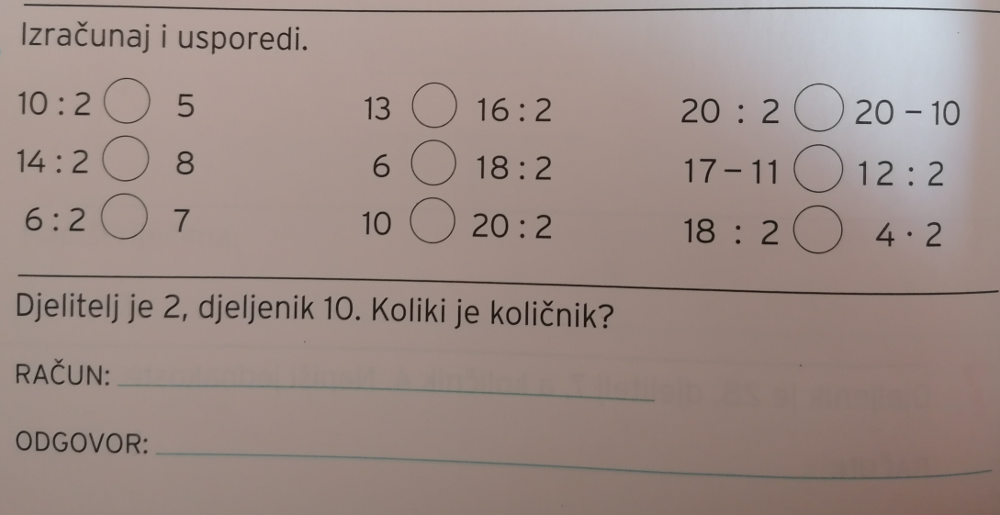 Izračunaj i usporedi.
10 : 2 5 13 16 : 2 20 : 2 20 – 10
14 : 2 8 6 18 : 2 17 – 11 12 : 2
6 : 2 7 10 20 : 2 18 : 2 4 · 2
Djelitelj je 2, djeljenik 10. Koliki je količnik?
RAČUN:
ODGOVOR: